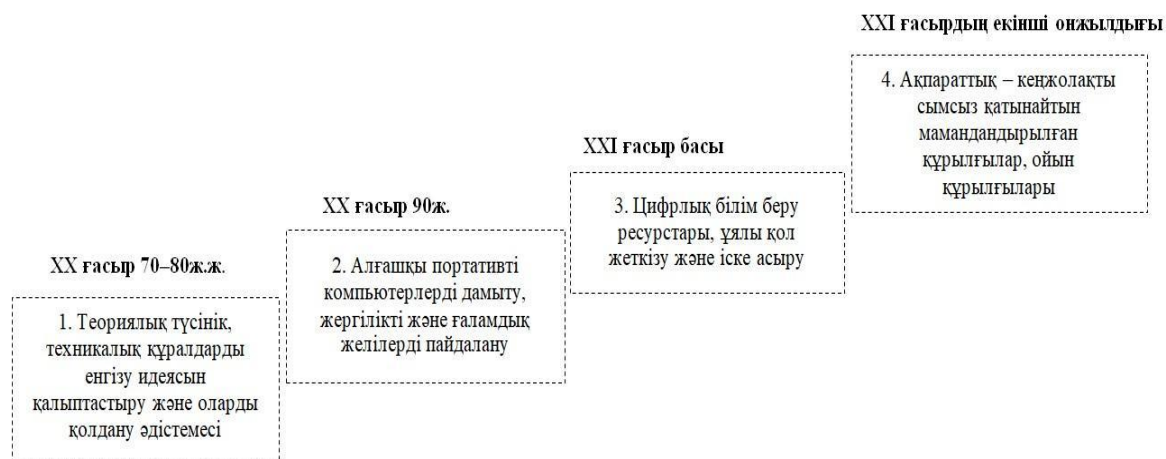 XX ғасыр 70–80ж.ж.
1. Теориялық түсінік,
техникалық құралдарды
енгізу идеясын
қалыптастыру және оларды
қолдану әдістемесі
XX ғасыр 90ж.
2. Алғашқы портативті
компьютерлерді дамыту,
жергілікті және ғаламдық
желілерді пайдалану
XXI ғасыр басы
3. Цифрлық білім беру
ресурстары, ұялы қол
жеткізу және іске асыру
XXI ғасырдың екінші онжылдығы
4. Ақпараттық – кеңжолақты
сымсыз қатынайтын
мамандандырылған
құрылғылар, ойын
құрылғылары